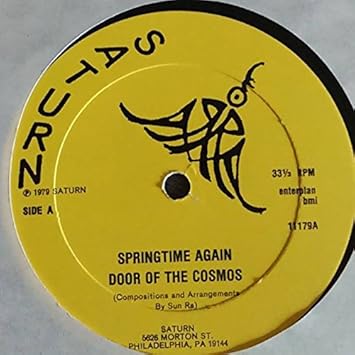 SATURN
℗ 1979 SATURN
SIDE A
33⅓ RPM
enterplan
bmi
11179A
SPRINGTIME AGAIN
DOOR OF THE COSMOS
(Compositions and Arrangements
By Sun Ra)
SATURN
5626 MORTON ST.
PHILADELPHIA, PA 19144